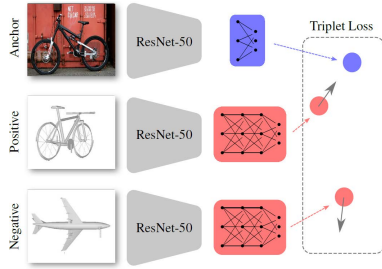 Anchor
ResNet-50
Triplet Loss
Positive
ResNet-50
Negative
ResNet-50